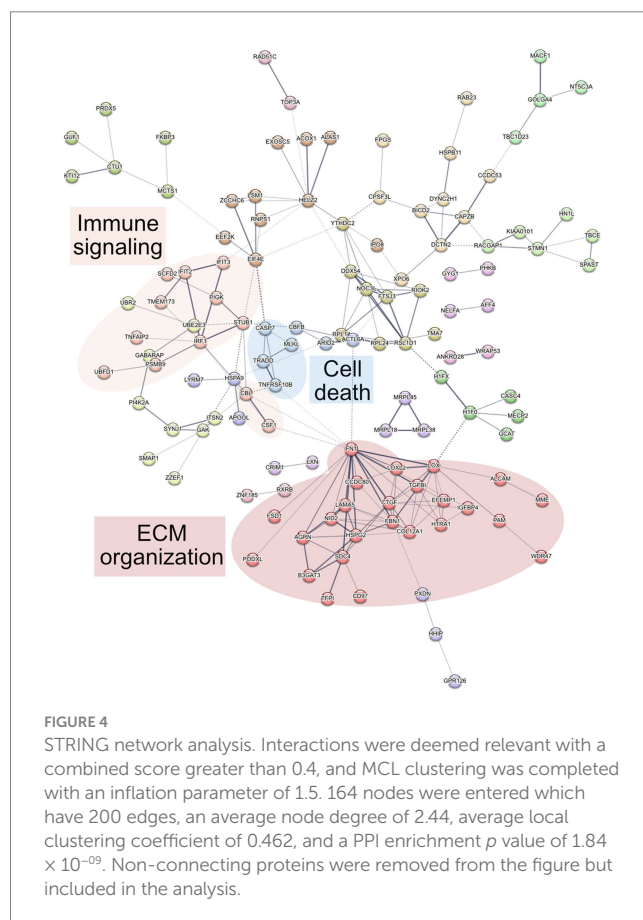 MACF1
RAD51C
NT5C3A
GOLGA4
RAB23
PRDX5
TOP3A
TBC1D23
GUF1
FKBP3
EXOSC5 ACOX1 ALAS1
FPGS
HSPB11
CCDC53
CTU1
KTI12
MCTS1
ZCCHC6 LSM1
HELZ2
CPSF3L
DYNC2H1
BICD2
CAPZB
HN1L
Immune
signaling
RNPS1
YTHDC2
KIAA0101
TBCE
EEF2K
IPO8
DCTN2
RACGAP1
STMN1
EIF4E
XPO6
SPAST
IFIT3
SCFD2 IFIT2
DDX54
GYG1
PHKB
TMEM173
PIGK
NOC3L
FTSJ3
RIOK2
UBR2
UBE2E3
STUB1
CASP7
CBFB
NELFA
AFF4
TNFAIP2
IRF1
MLKL
ARID2
RPL14
ACTL6A
RPL24
RSL1D1
TMA7
GABARAP
PSMB9
TRADD
ANKRD28
WRAP53
UBFD1
LYRM7
HSPA9
TNFRSF10B
Cell
death
H1FX
PI4K2A
ITSN2
APOOL
CBL
MRPL45
CASC4
SYNJ1
GAK
CSF1
MRPL18 MRPL38
H1F0
MECP2
SMAP1
GCAT
ZZEF1
FN1
LXN
CRIM1
LOXL2
LOX
CCDC80
TGFBI
ALCAM
ZNF185
RXRB
MME
ECM
organization
LAMA5
CTGF
EFEMP1
IGFBP4
FSD1
NID2
FBN1
HTRA1
PAM
AGRN
HSPG2
COL12A1
PODXL
SDC4
WDR47
B3GAT3
TFPI
CD97
PXDN
HHIP
GPR126
FIGURE 4
STRING network analysis. Interactions were deemed relevant with a
combined score greater than 0.4, and MCL clustering was completed
with an inflation parameter of 1.5. 164 nodes were entered which
have 200 edges, an average node degree of 2.44, average local
clustering coefficient of 0.462, and a PPI enrichment p value of 1.84
× 10⁻⁰⁹. Non-connecting proteins were removed from the figure but
included in the analysis.